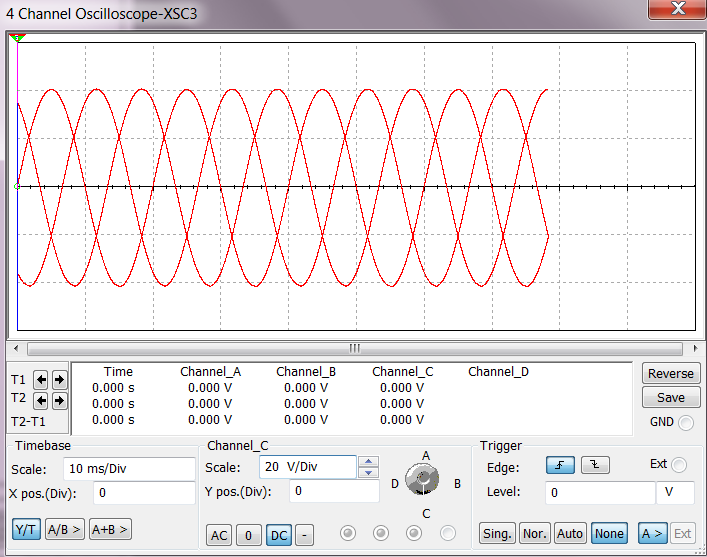 4 Channel Oscilloscope-XSC3
Time Channel_A Channel_B Channel_C Channel_D
T1 0.000 s 0.000 V 0.000 V 0.000 V
T2 0.000 s 0.000 V 0.000 V 0.000 V
T2-T1 0.000 s 0.000 V 0.000 V 0.000 V
Reverse
Save
GND
Timebase
Scale: 10 ms/Div
X pos.(Div): 0
Y/T A/B > A+B >
Channel_C
Scale: 20 V/Div
Y pos.(Div): 0
AC 0 DC -
A
D B
C
Trigger
Edge: Ext
Level: 0 V
Sing. Nor. Auto None A > Ext